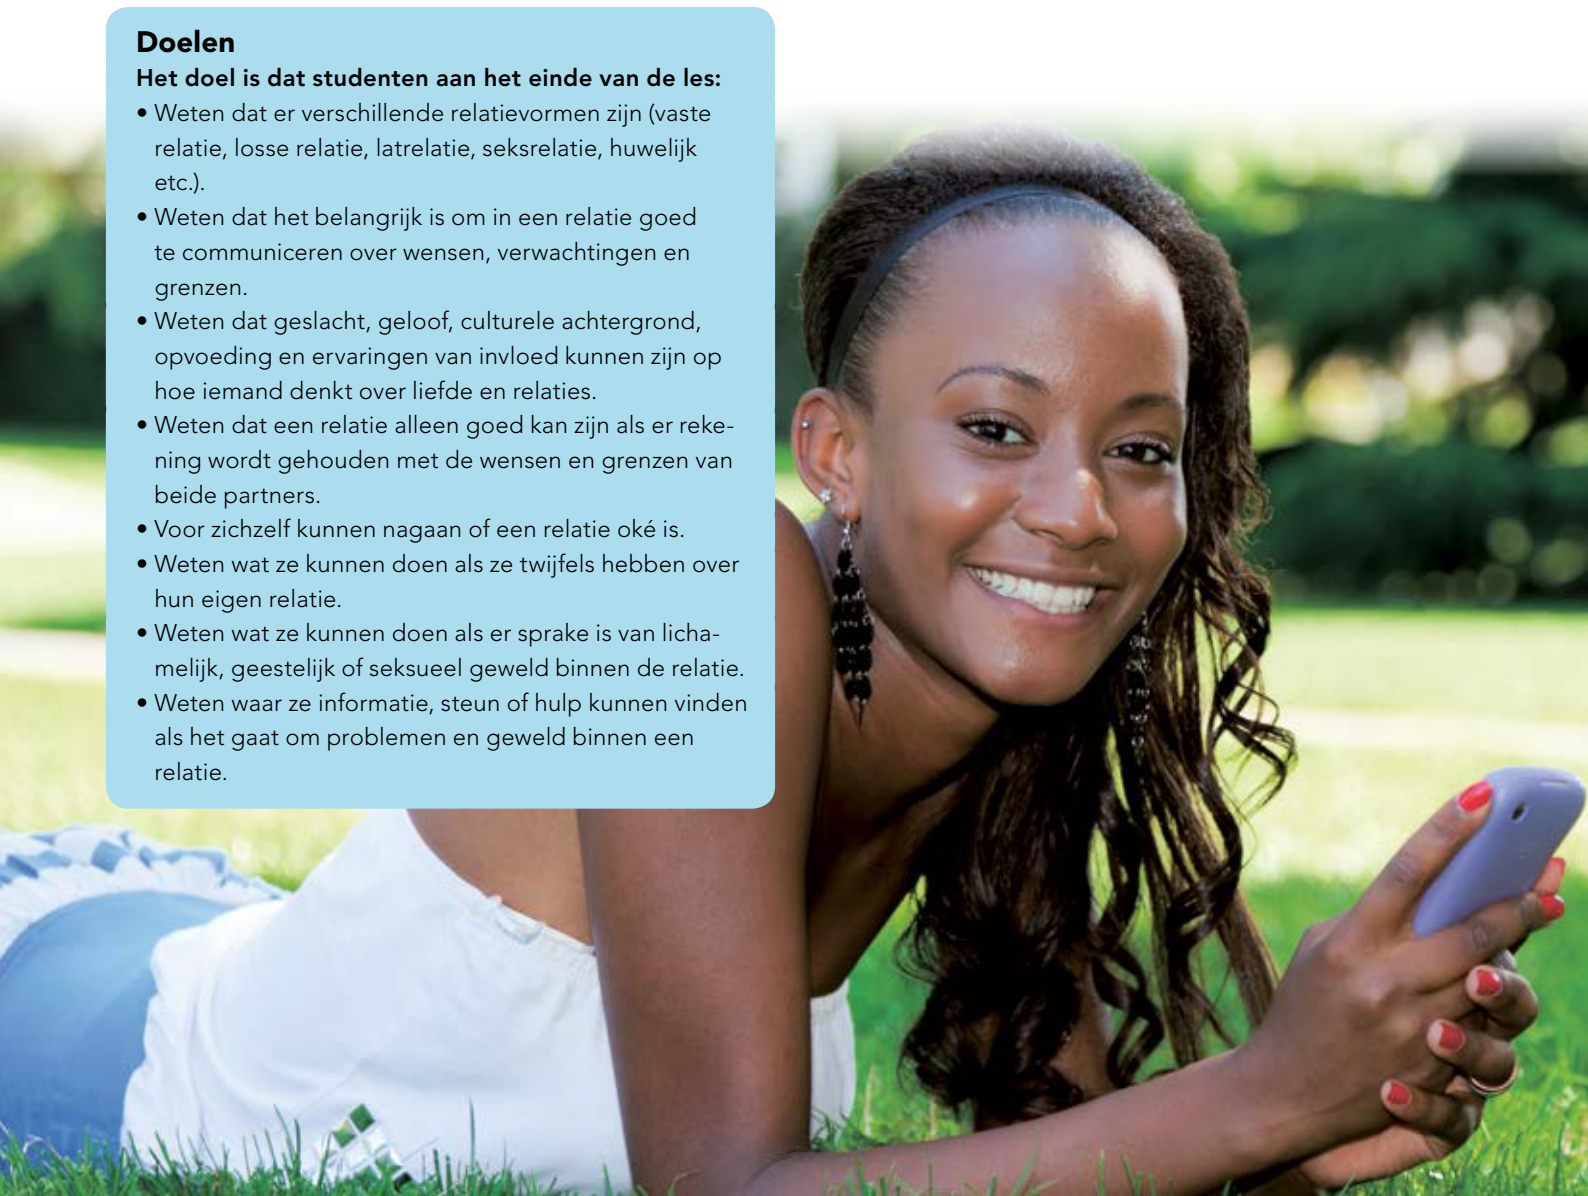 Doelen
Het doel is dat studenten aan het einde van de les:
• Weten dat er verschillende relatievormen zijn (vaste
relatie, losse relatie, latrelatie, seksrelatie, huwelijk
etc.).
• Weten dat het belangrijk is om in een relatie goed
te communiceren over wensen, verwachtingen en
grenzen.
• Weten dat geslacht, geloof, culturele achtergrond,
opvoeding en ervaringen van invloed kunnen zijn op
hoe iemand denkt over liefde en relaties.
• Weten dat een relatie alleen goed kan zijn als er reke-
ning wordt gehouden met de wensen en grenzen van
beide partners.
• Voor zichzelf kunnen nagaan of een relatie oké is.
• Weten wat ze kunnen doen als ze twijfels hebben over
hun eigen relatie.
• Weten wat ze kunnen doen als er sprake is van licha-
melijk, geestelijk of seksueel geweld binnen de relatie.
• Weten waar ze informatie, steun of hulp kunnen vinden
als het gaat om problemen en geweld binnen een
relatie.